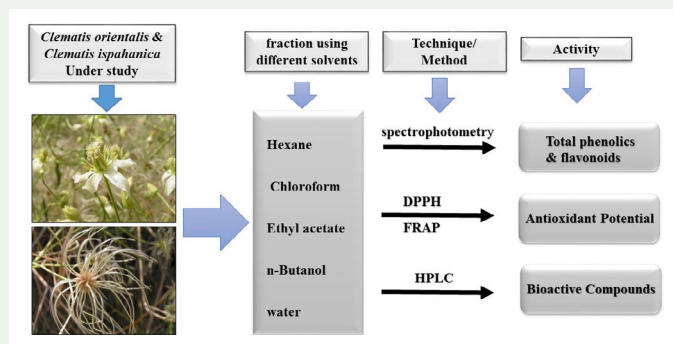 Clematis orientalis &
Clematis ispahanica
Under study
fraction using
different solvents
Technique/
Method
Activity
Hexane
Chloroform
Ethyl acetate
n-Butanol
water
spectrophotometry
DPPH
FRAP
HPLC
Total phenolics
& flavonoids
Antioxidant Potential
Bioactive Compounds